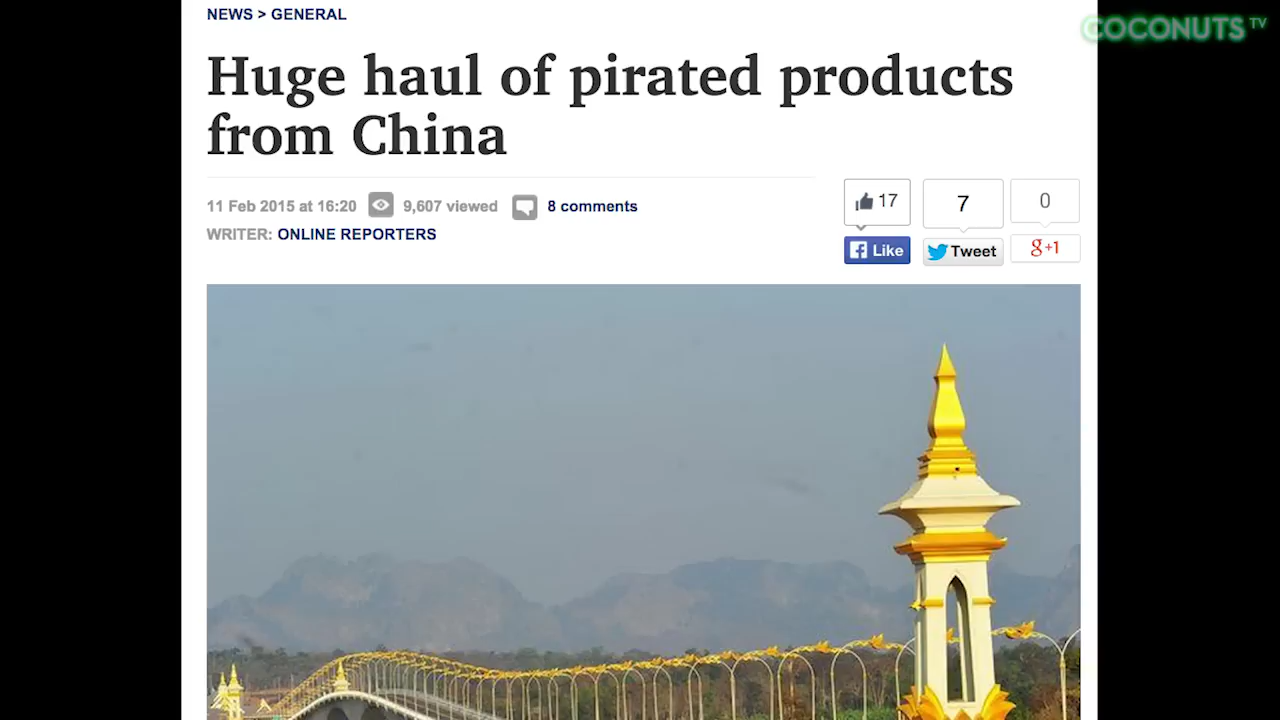 NEWS > GENERAL
COCONUTS TV
Huge haul of pirated products
from China
11 Feb 2015 at 16:20 9,607 viewed 8 comments
WRITER: ONLINE REPORTERS
17 7 0
Like Tweet g+1